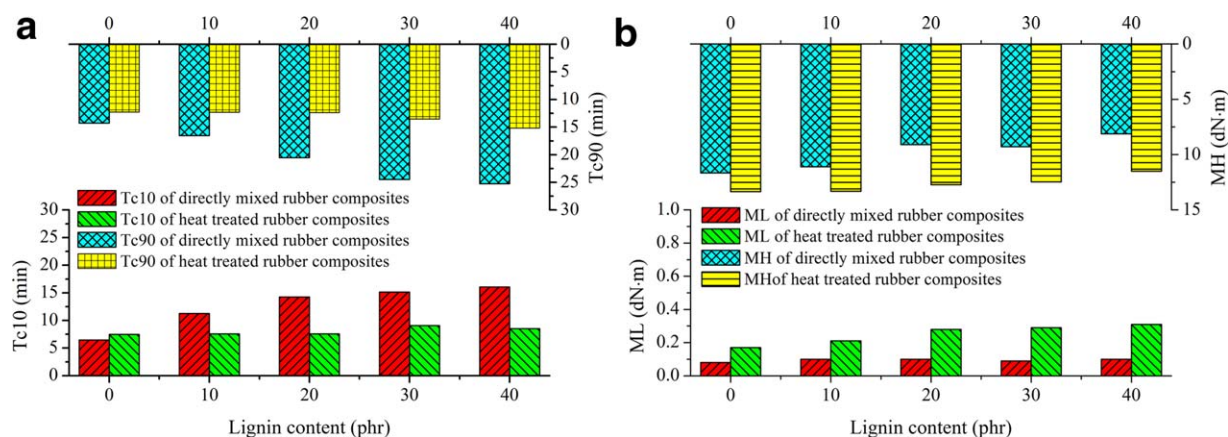 a
0 10 20 30 40
0
5
10
15
20
25
30
Tc90 (min)
Tc10 of directly mixed rubber composites
Tc10 of heat treated rubber composites
Tc90 of directly mixed rubber composites
Tc90 of heat treated rubber composites
30
25
20
15
10
5
0
Tc10 (min)
0 10 20 30 40
Lignin content (phr)
b
0 10 20 30 40
0
5
10
15
MH (dN·m)
ML of directly mixed rubber composites
ML of heat treated rubber composites
MH of directly mixed rubber composites
MHof heat treated rubber composites
1.0
0.8
0.6
0.4
0.2
0.0
ML (dN·m)
0 10 20 30 40
Lignin content (phr)